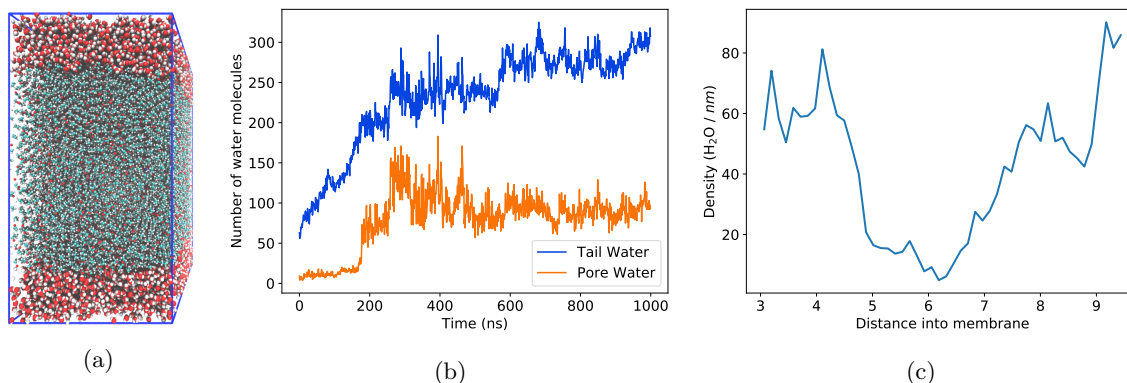 Number of water molecules
300
250
200
150
100
50
0
Tail Water
Pore Water
0 200 400 600 800 1000
Time (ns)
Density (H₂O / nm)
80
60
40
20
3 4 5 6 7 8 9
Distance into membrane
(a)
(b)
(c)